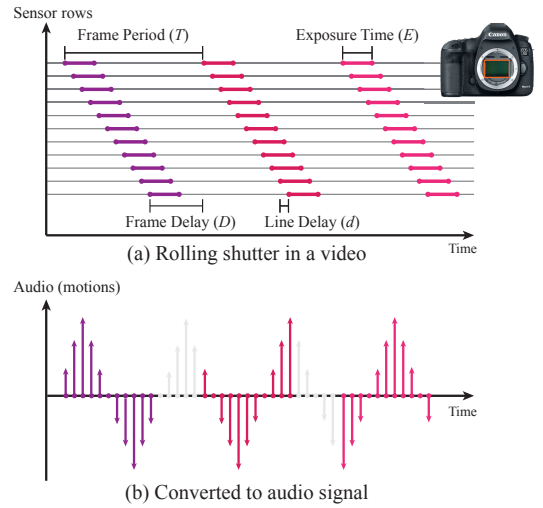 Sensor rows
Frame Period (T)
Exposure Time (E)
Canon
Frame Delay (D)
Line Delay (d)
Time
(a) Rolling shutter in a video
Audio (motions)
Time
(b) Converted to audio signal